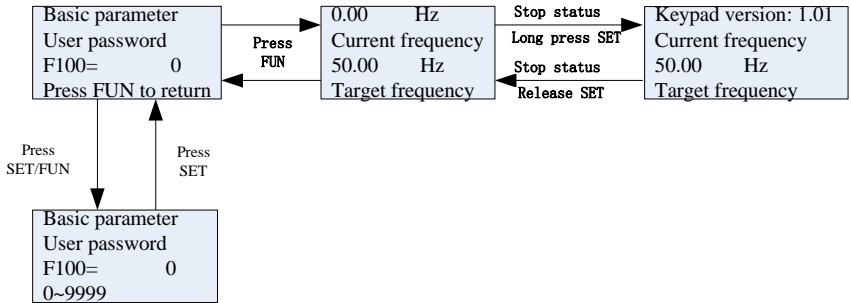 Basic parameter
User password
F100= 0
Press FUN to return
Press
FUN
0.00 Hz
Current frequency
50.00 Hz
Target frequency
Stop status
Long press SET
Stop status
Release SET
Keypad version: 1.01
Current frequency
50.00 Hz
Target frequency
Press
SET/FUN
Press
SET
Basic parameter
User password
F100= 0
0~9999